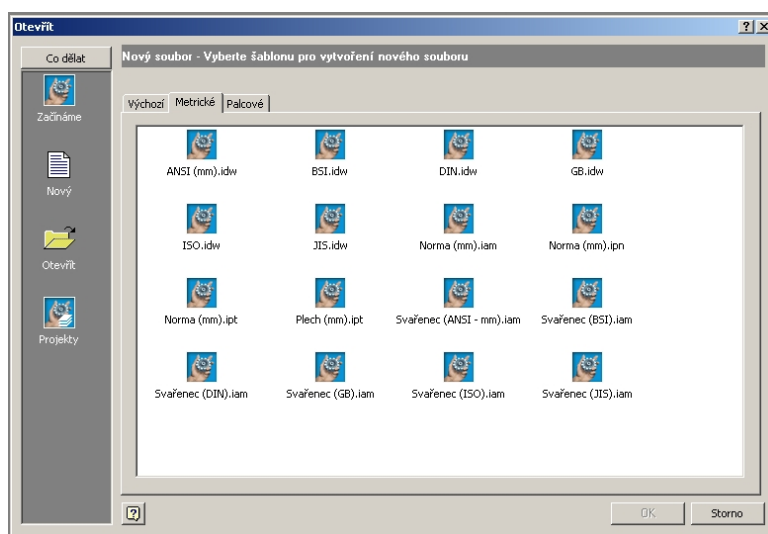 Otevřít
Co dělat
Nový soubor - Vyberte šablonu pro vytvoření nového souboru
Začínáme
Nový
Otevřít
Projekty
Výchozí Metrické Palcové
ANSI (mm).idw BSI.idw DIN.idw GB.idw
ISO.idw JIS.idw Norma (mm).iam Norma (mm).ipn
Norma (mm).ipt Plech (mm).ipt Svařenec (ANSI - mm).iam Svařenec (BSI).iam
Svařenec (DIN).iam Svařenec (GB).iam Svařenec (ISO).iam Svařenec (JIS).iam
OK Storno